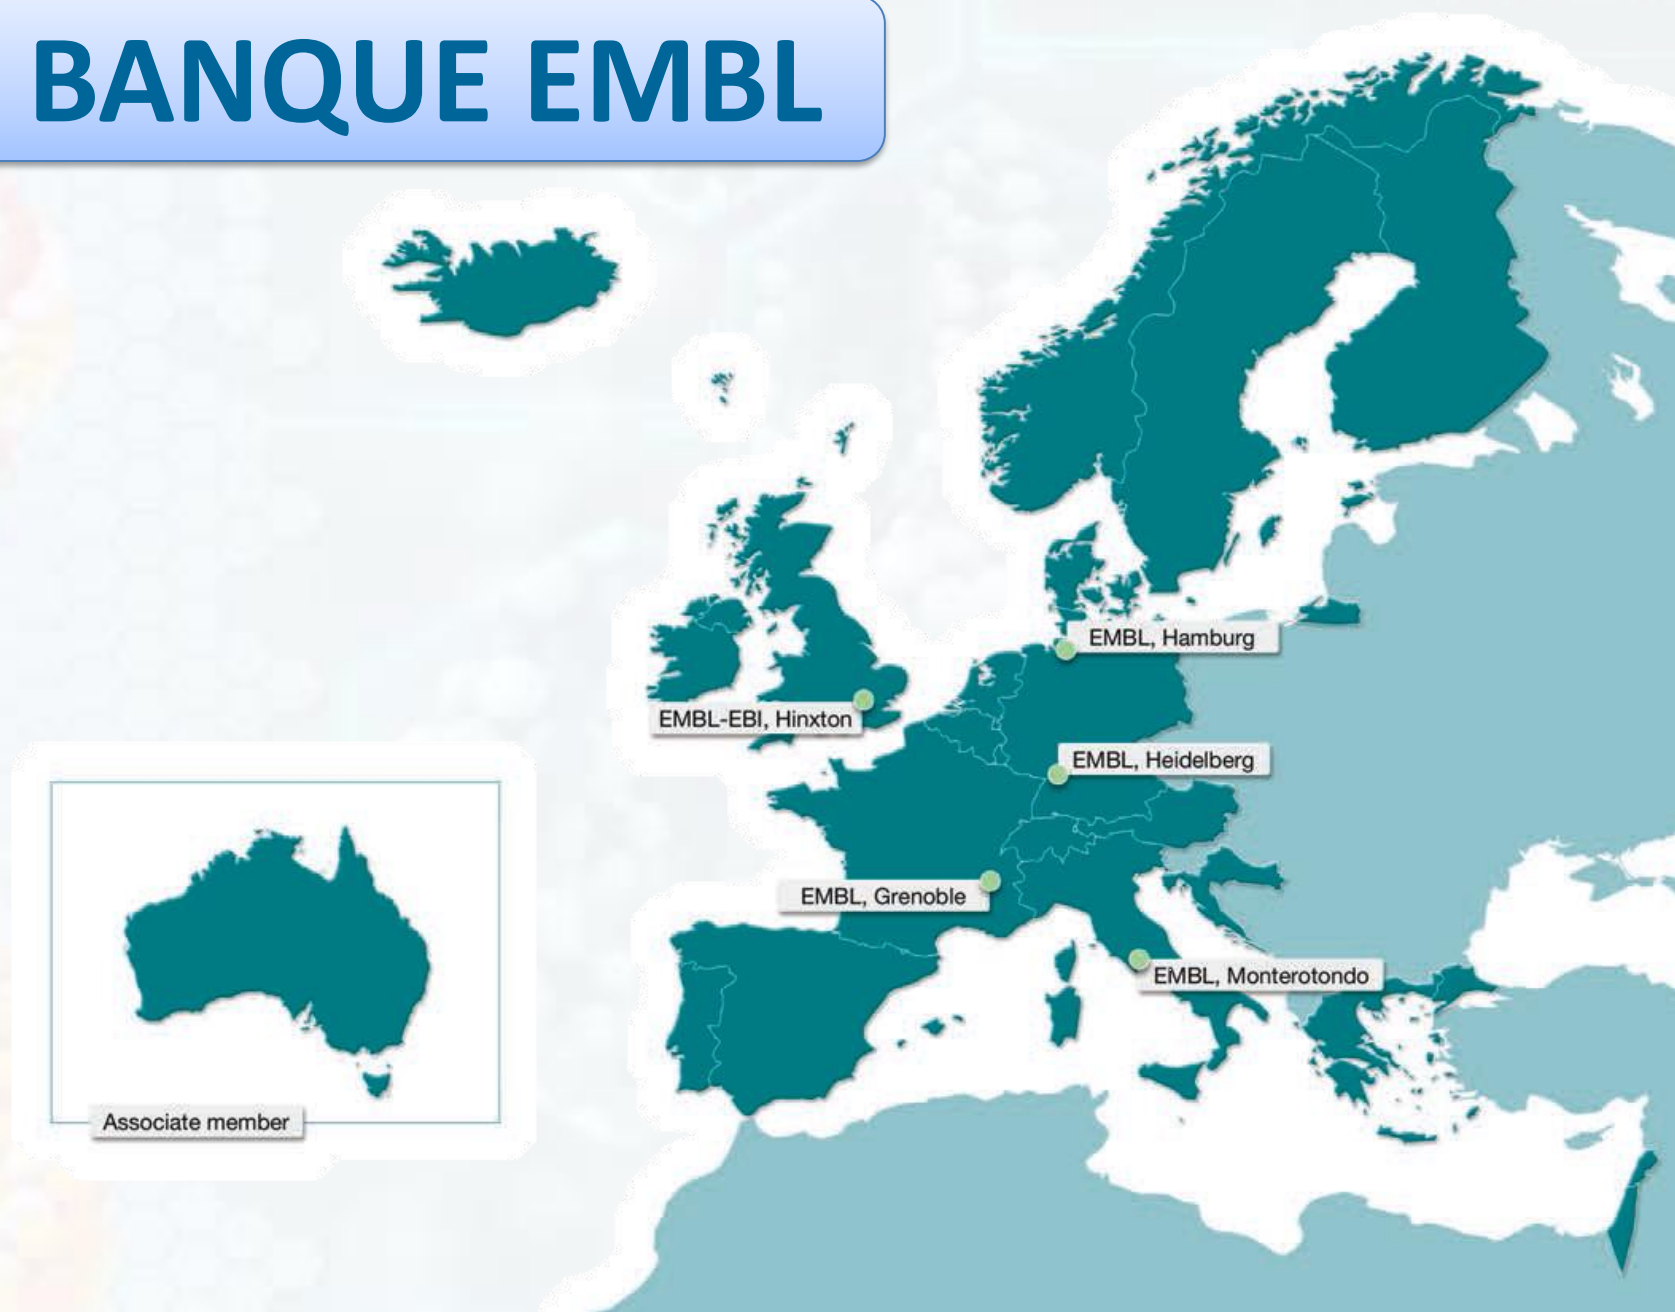 BANQUE EMBL
EMBL, Hamburg
EMBL-EBI, Hinxton
EMBL, Heidelberg
EMBL, Grenoble
EMBL, Monterotondo
Associate member